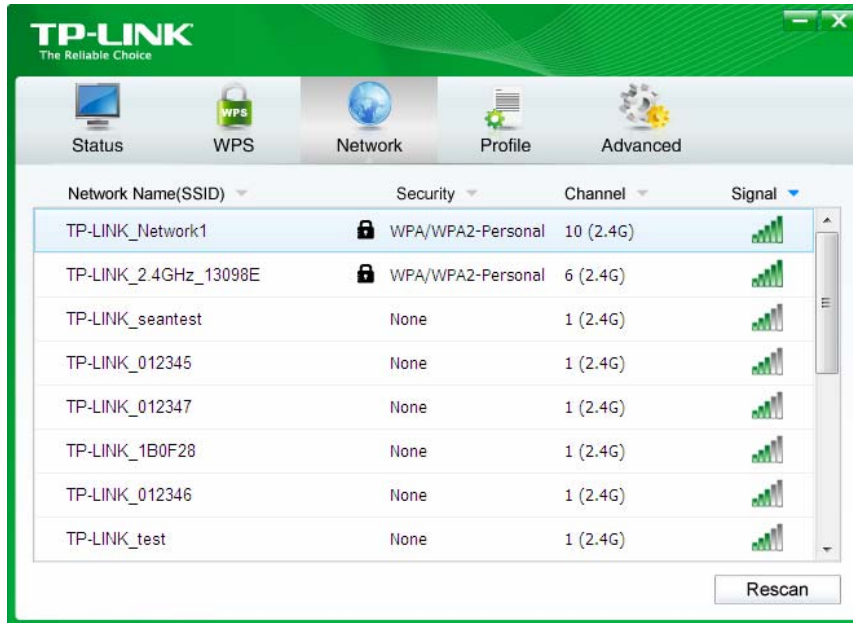 TP-LINK
The Reliable Choice
Status WPS WPS Network Profile Advanced
Network Name(SSID) Security Channel Signal
TP-LINK_Network1 WPA/WPA2-Personal 10 (2.4G)
TP-LINK_2.4GHz_13098E WPA/WPA2-Personal 6 (2.4G)
TP-LINK_seantest None 1 (2.4G)
TP-LINK_012345 None 1 (2.4G)
TP-LINK_012347 None 1 (2.4G)
TP-LINK_1B0F28 None 1 (2.4G)
TP-LINK_012346 None 1 (2.4G)
TP-LINK_test None 1 (2.4G)
Rescan